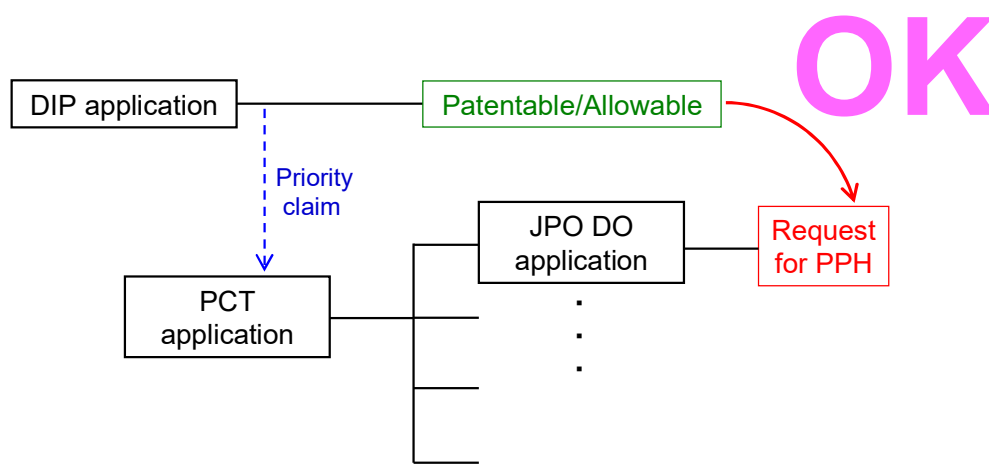 OK
DIP application
Patentable/Allowable
Priority
claim
JPO DO
application
Request
for PPH
PCT
application